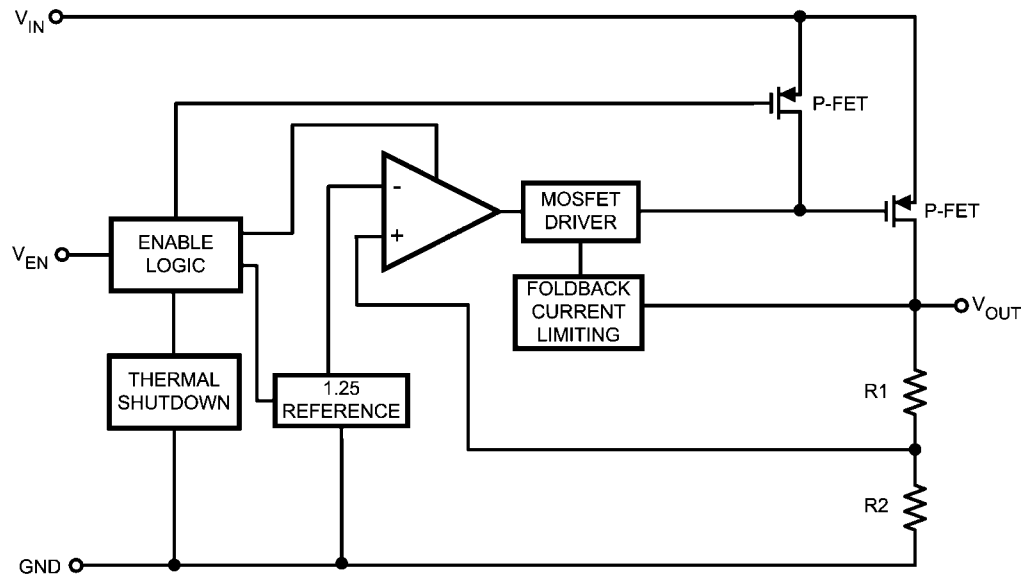 VIN
P-FET
-
MOSFET
DRIVER
P-FET
+
ENABLE
LOGIC
VEN
FOLDBACK
CURRENT
LIMITING
VOUT
THERMAL
SHUTDOWN
1.25
REFERENCE
R1
R2
GND